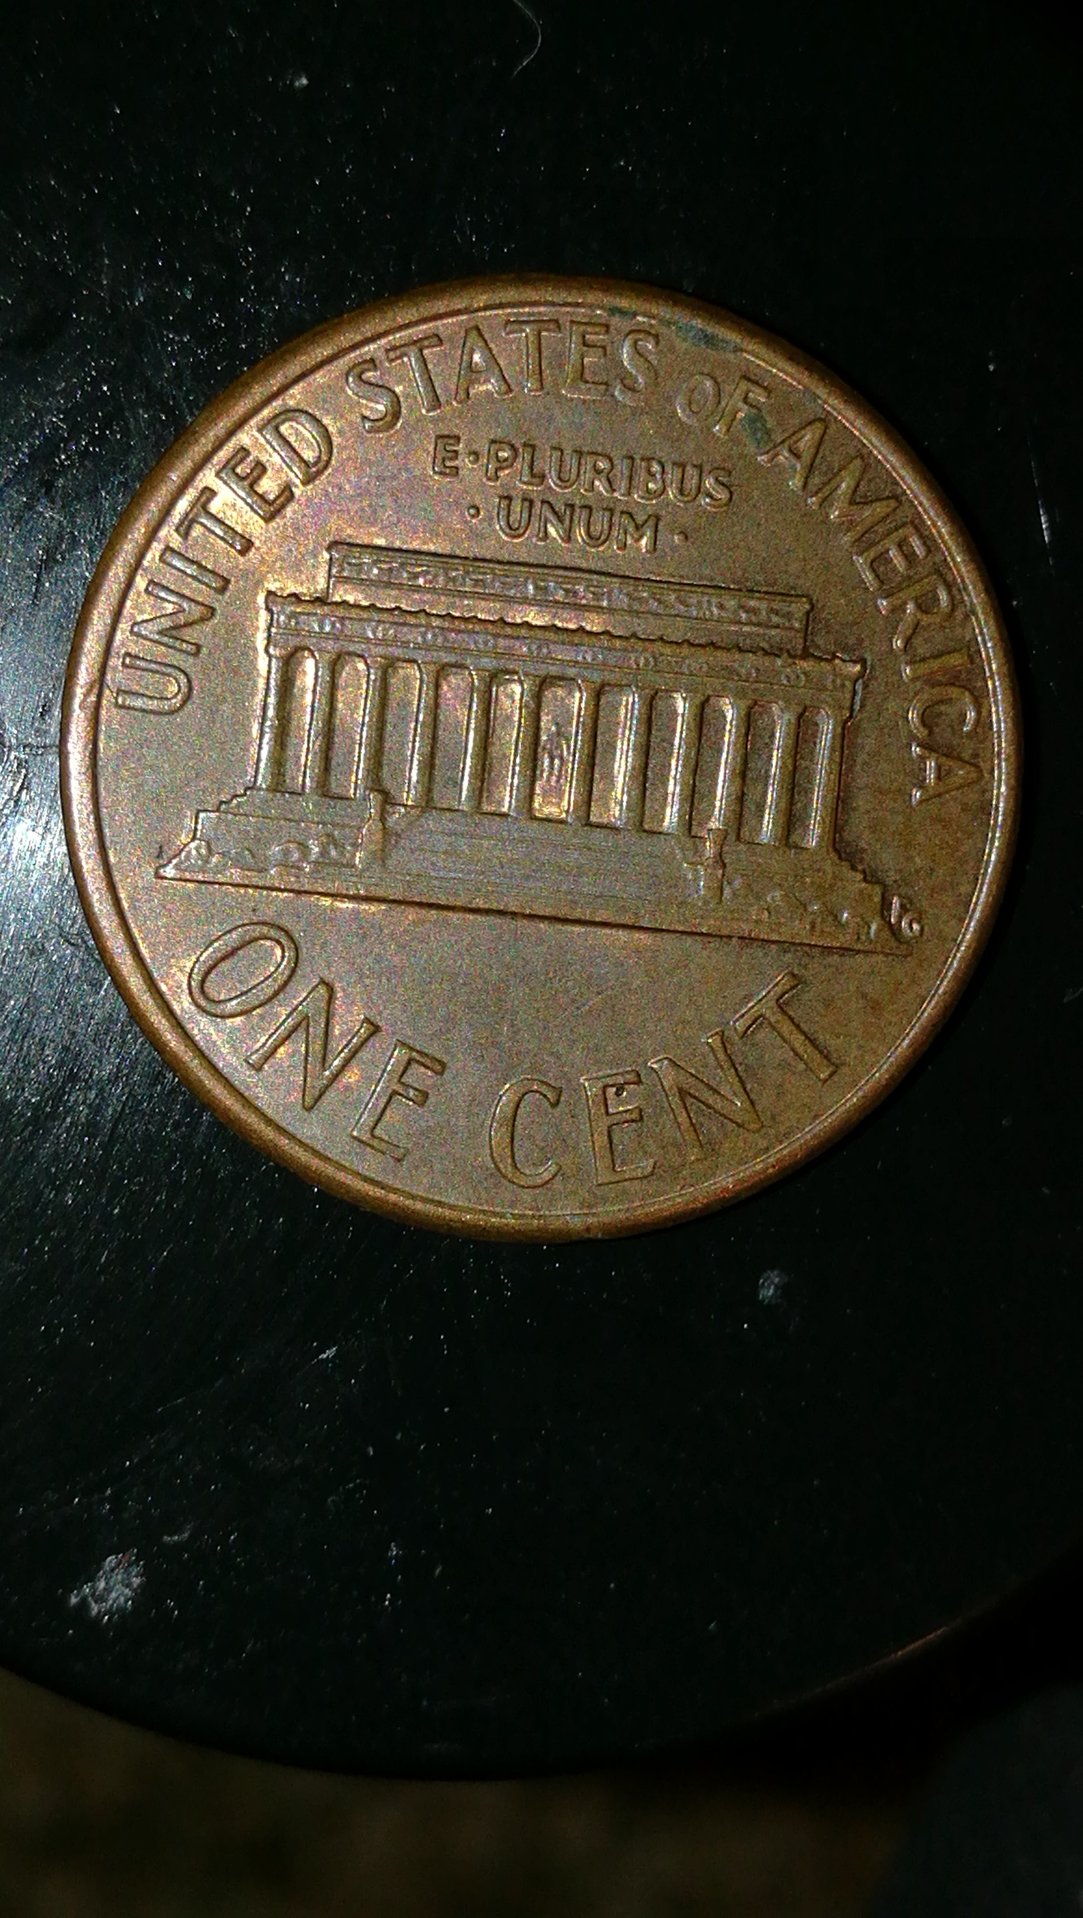 UNITED STATES OF AMERICA
E·PLURIBUS
·UNUM·
ONE CENT